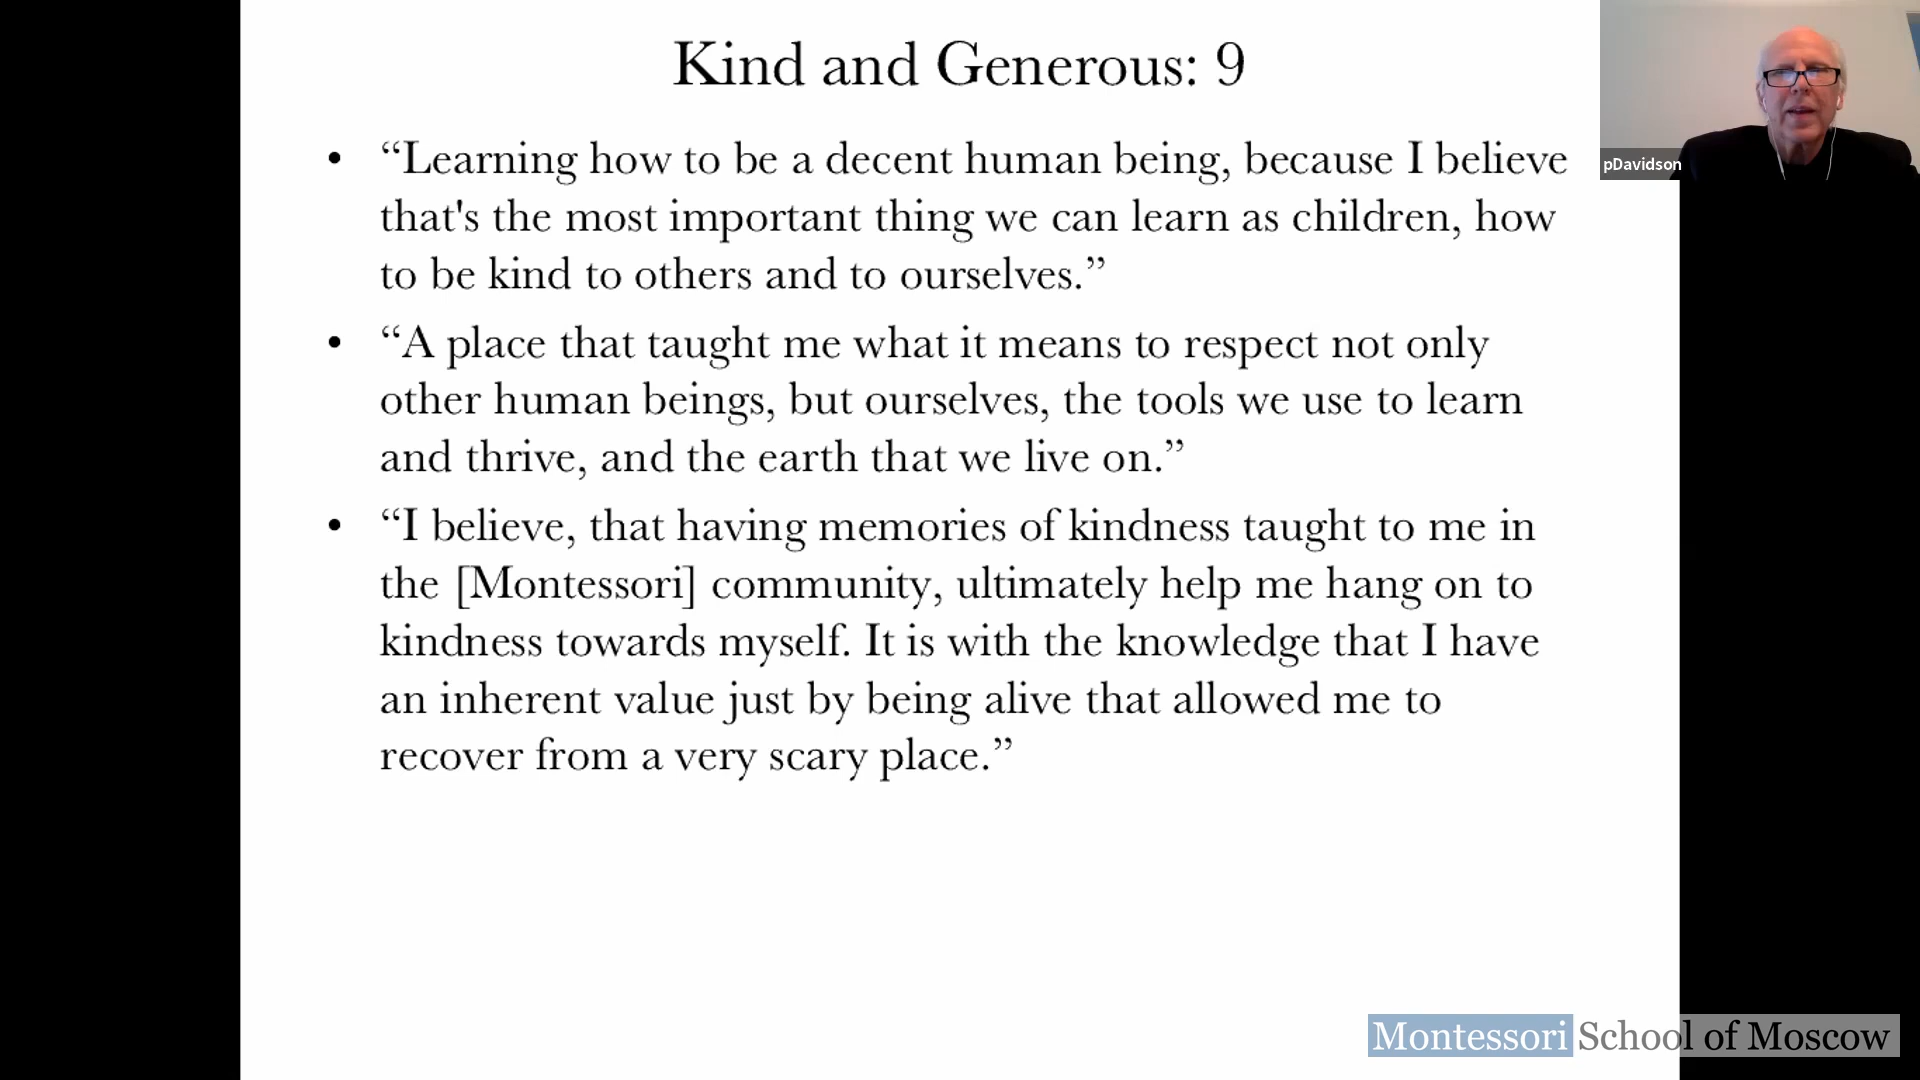 Kind and Generous: 9
• “Learning how to be a decent human being, because I believe
that's the most important thing we can learn as children, how
to be kind to others and to ourselves.”
• “A place that taught me what it means to respect not only
other human beings, but ourselves, the tools we use to learn
and thrive, and the earth that we live on.”
• “I believe, that having memories of kindness taught to me in
the [Montessori] community, ultimately help me hang on to
kindness towards myself. It is with the knowledge that I have
an inherent value just by being alive that allowed me to
recover from a very scary place.”
pDavidson
Montessori School of Moscow